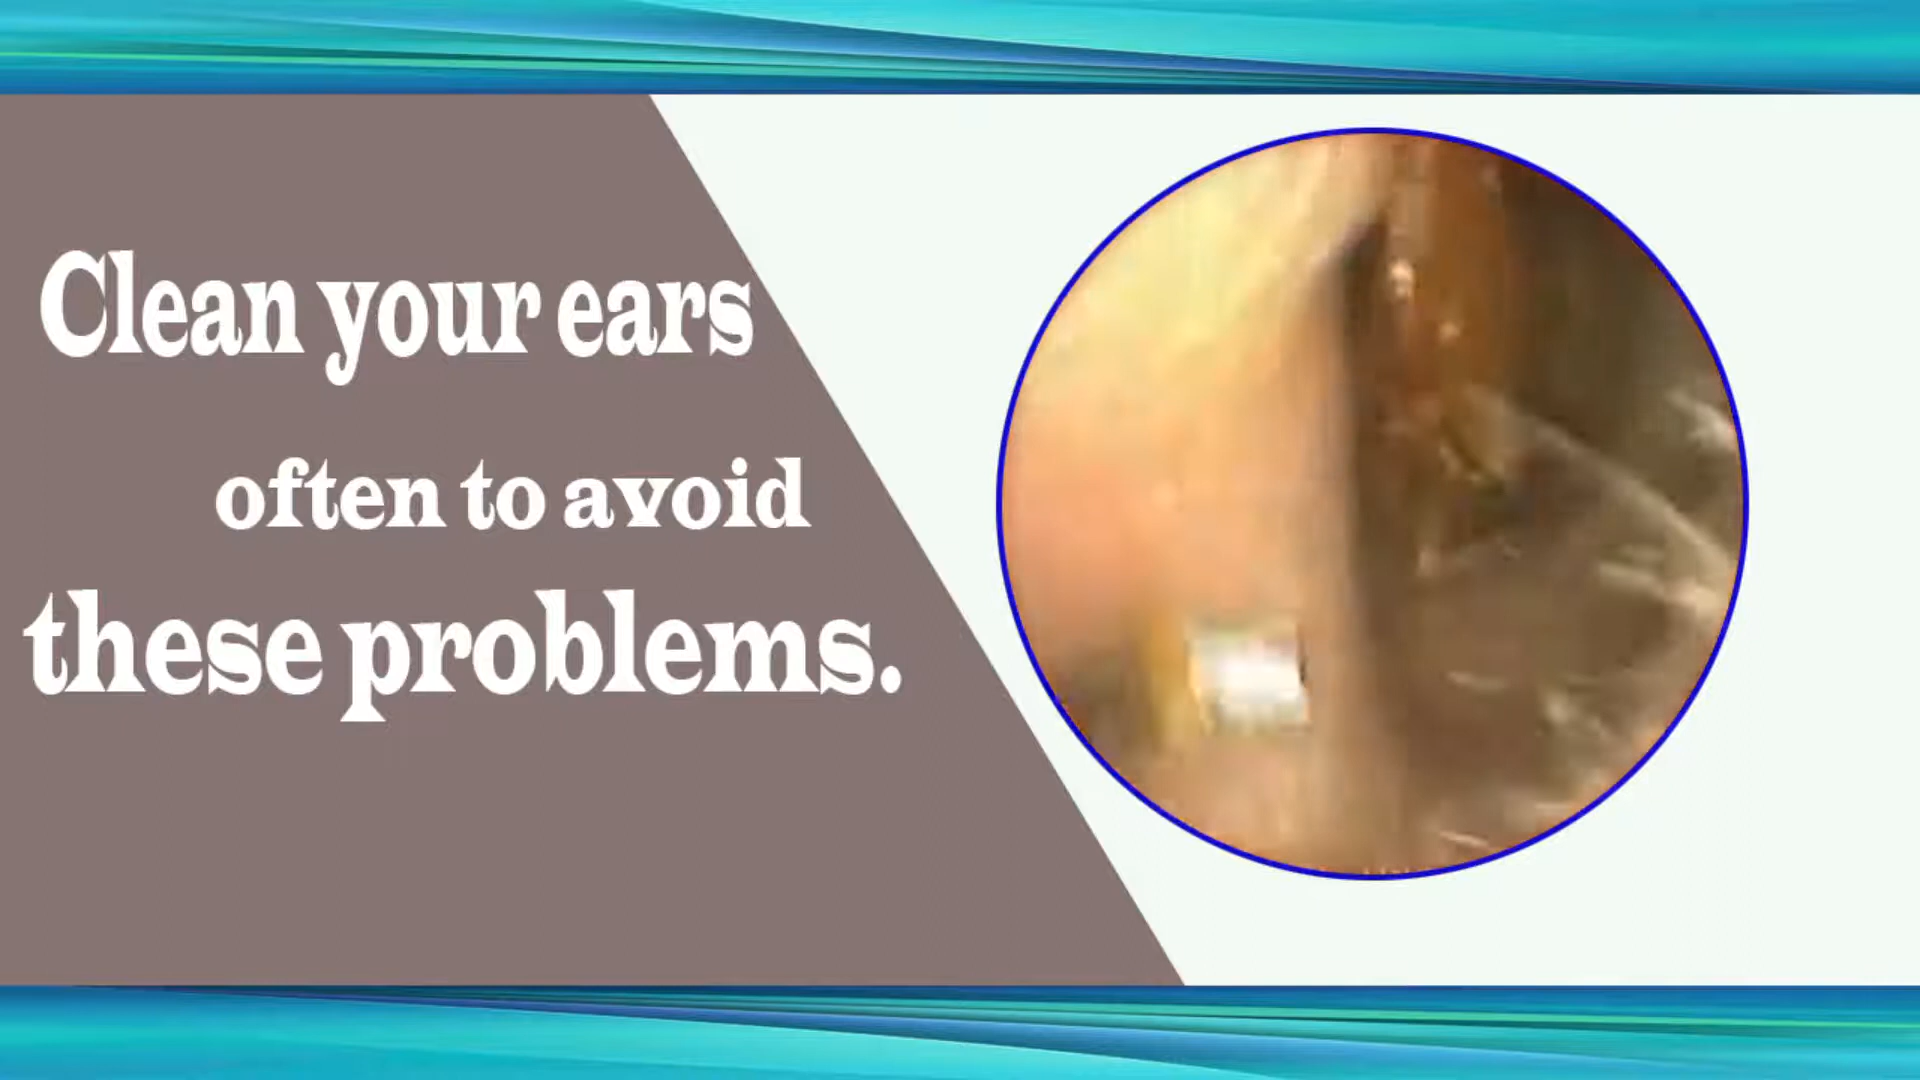 Clean your ears
often to avoid
these problems.